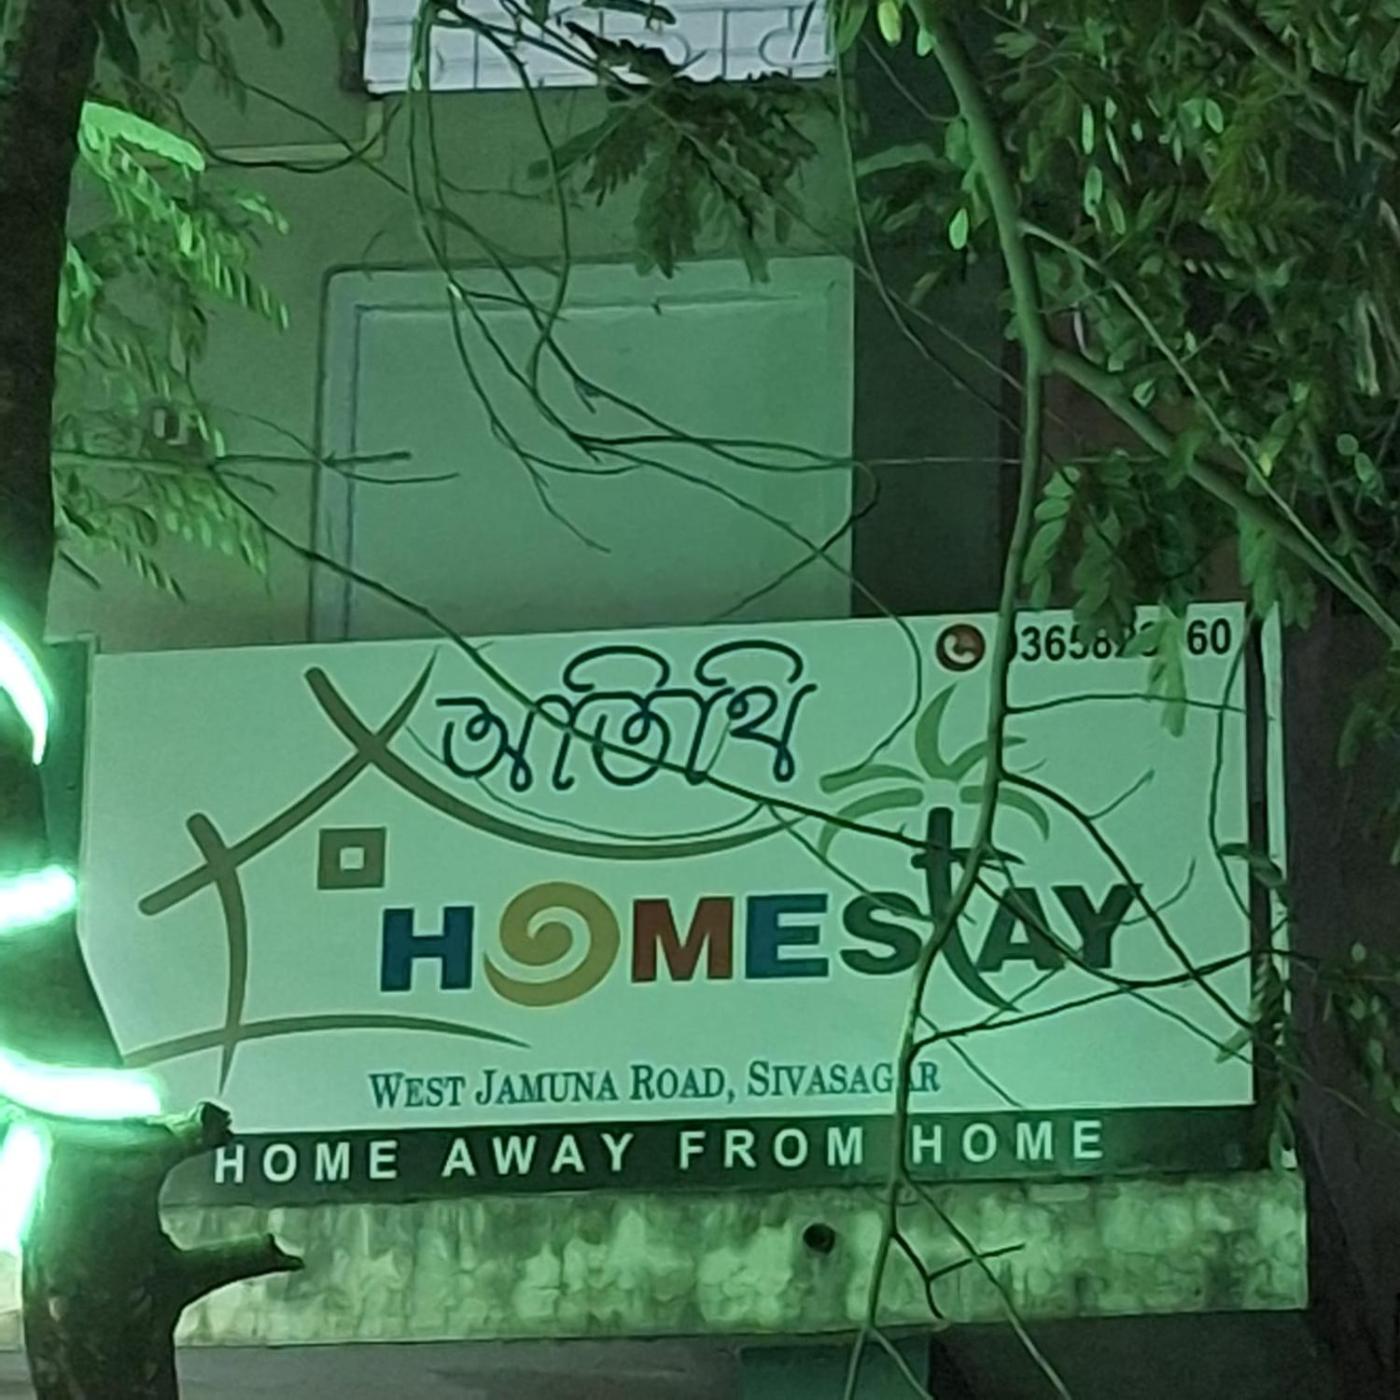 অতিথি
HOMESTAY
WEST JAMUNA ROAD, SIVASAGAR
HOME AWAY FROM HOME